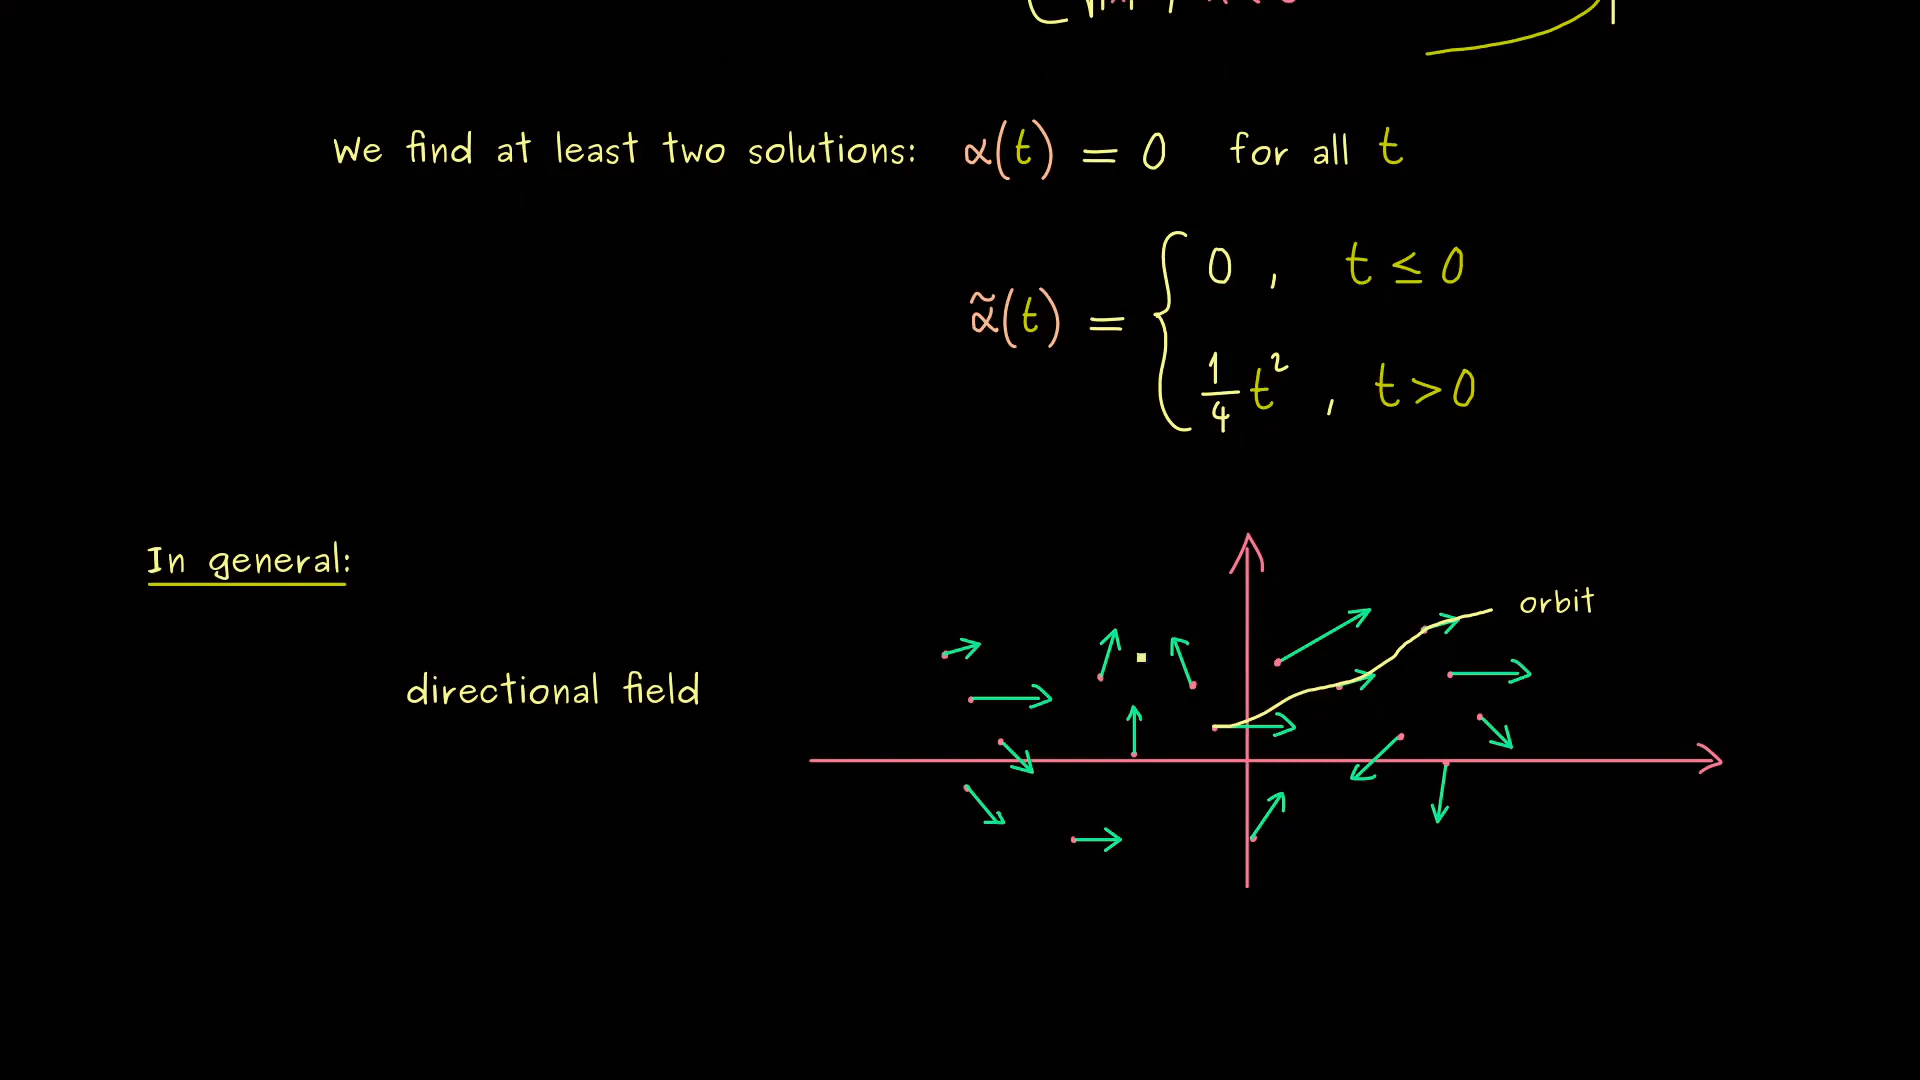 We find at least two solutions: α(t) = 0 for all t
α̃(t) = { 0 , t ≤ 0
1/4 t² , t > 0
In general:
orbit
directional field